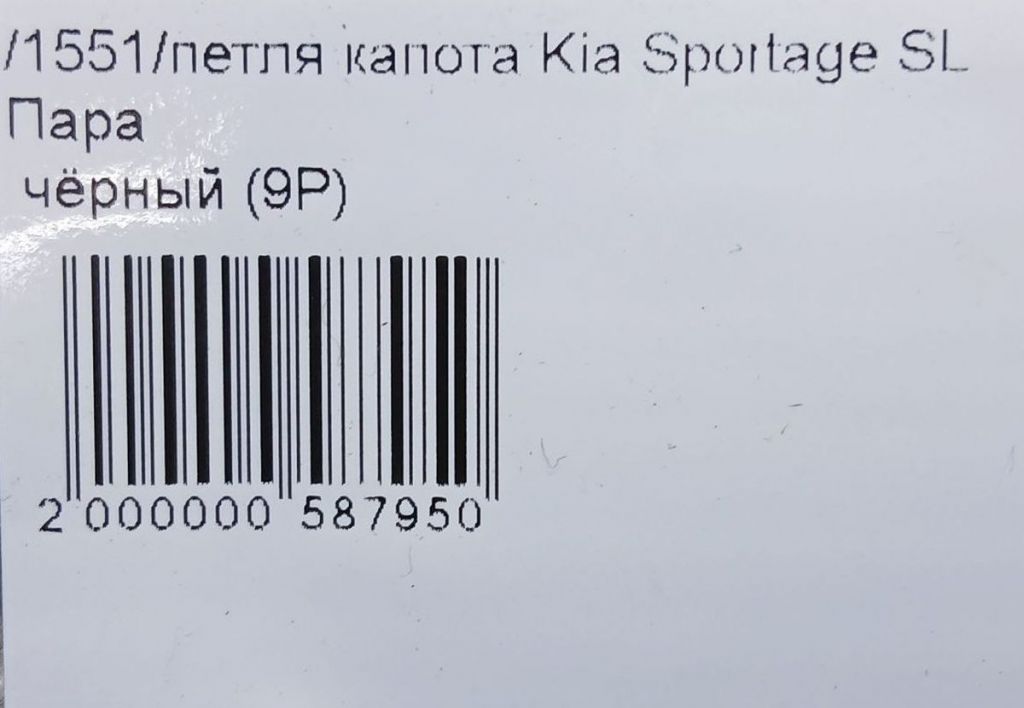 /1551/петля капота Kia Sportage SL
Пара
чёрный (9P)
2 000000 587950